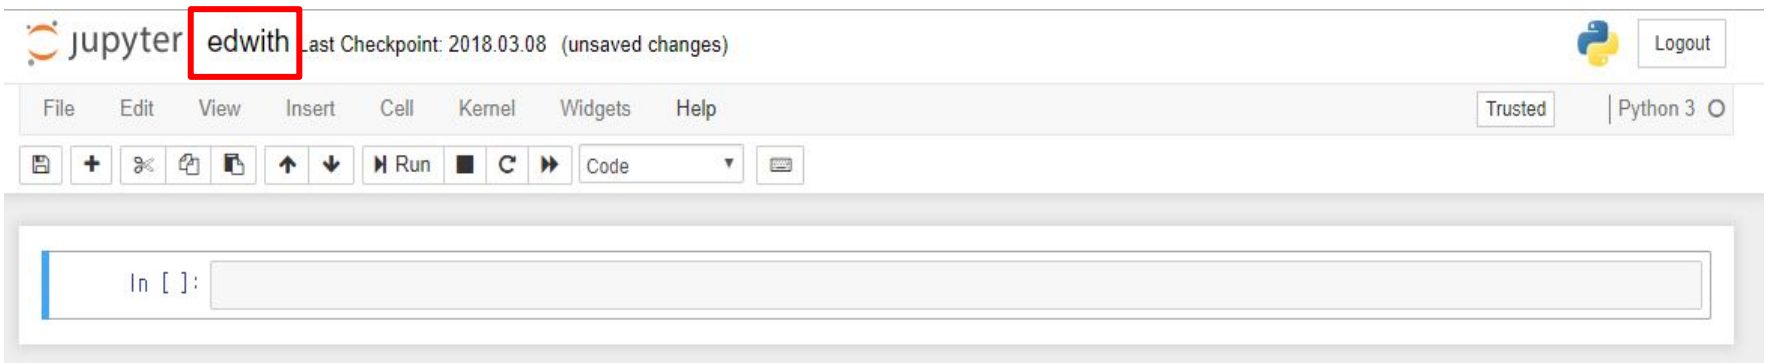 jupyter edwith Last Checkpoint: 2018.03.08 (unsaved changes) Logout
File Edit View Insert Cell Kernel Widgets Help Trusted Python 3
Run Code
In [ ]: